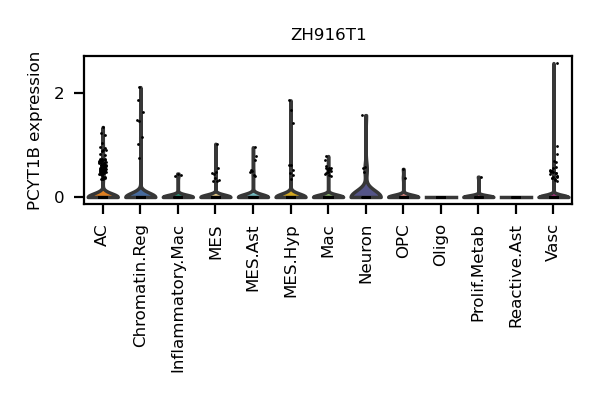 ZH916T1
PCYT1B expression
2
0
AC
Chromatin.Reg
Inflammatory.Mac
MES
MES.Ast
MES.Hyp
Mac
Neuron
OPC
Oligo
Prolif.Metab
Reactive.Ast
Vasc